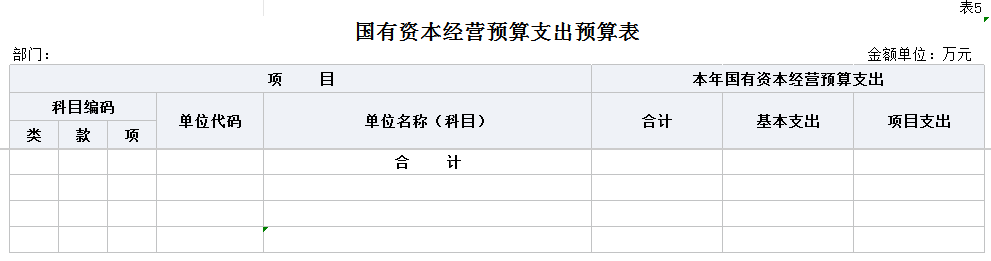 表5
国有资本经营预算支出预算表
部门： 金额单位：万元
项 目 本年国有资本经营预算支出
科目编码 单位代码 单位名称（科目） 合计 基本支出 项目支出
类 款 项
合 计